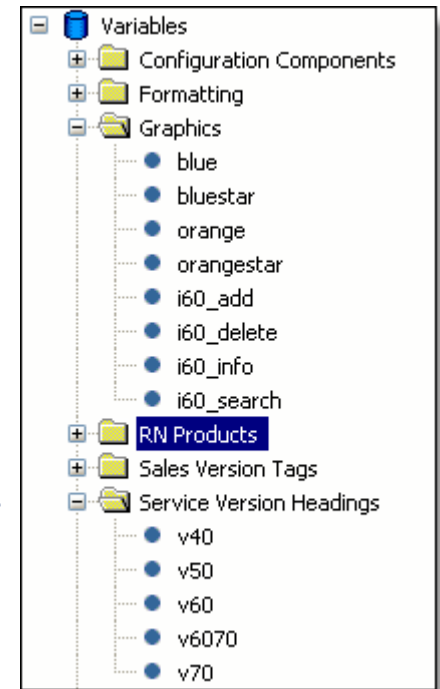 Variables
Configuration Components
Formatting
Graphics
blue
bluestar
orange
orangestar
i60_add
i60_delete
i60_info
i60_search
RN Products
Sales Version Tags
Service Version Headings
v40
v50
v60
v6070
v70